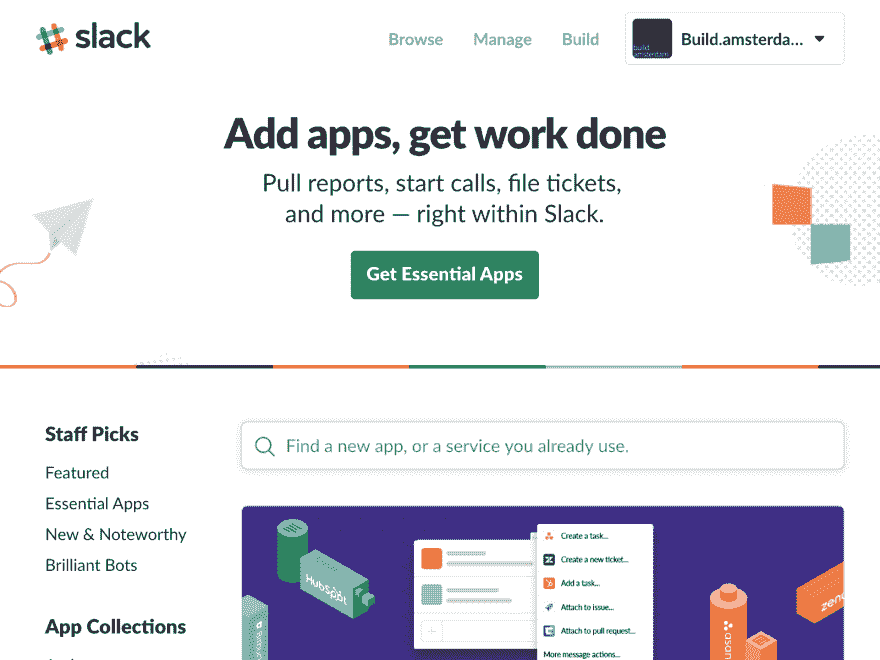 slack
Browse
Manage
Build
build
amsterdam
Build.amsterda...
Add apps, get work done
Pull reports, start calls, file tickets,
and more — right within Slack.
Get Essential Apps
Staff Picks
Featured
Essential Apps
New & Noteworthy
Brilliant Bots
App Collections
Find a new app, or a service you already use.
HubSpot
Create a task...
Create a new ticket...
Add a task...
Attach to issue...
Attach to pull request...
More message actions...
asan
zend